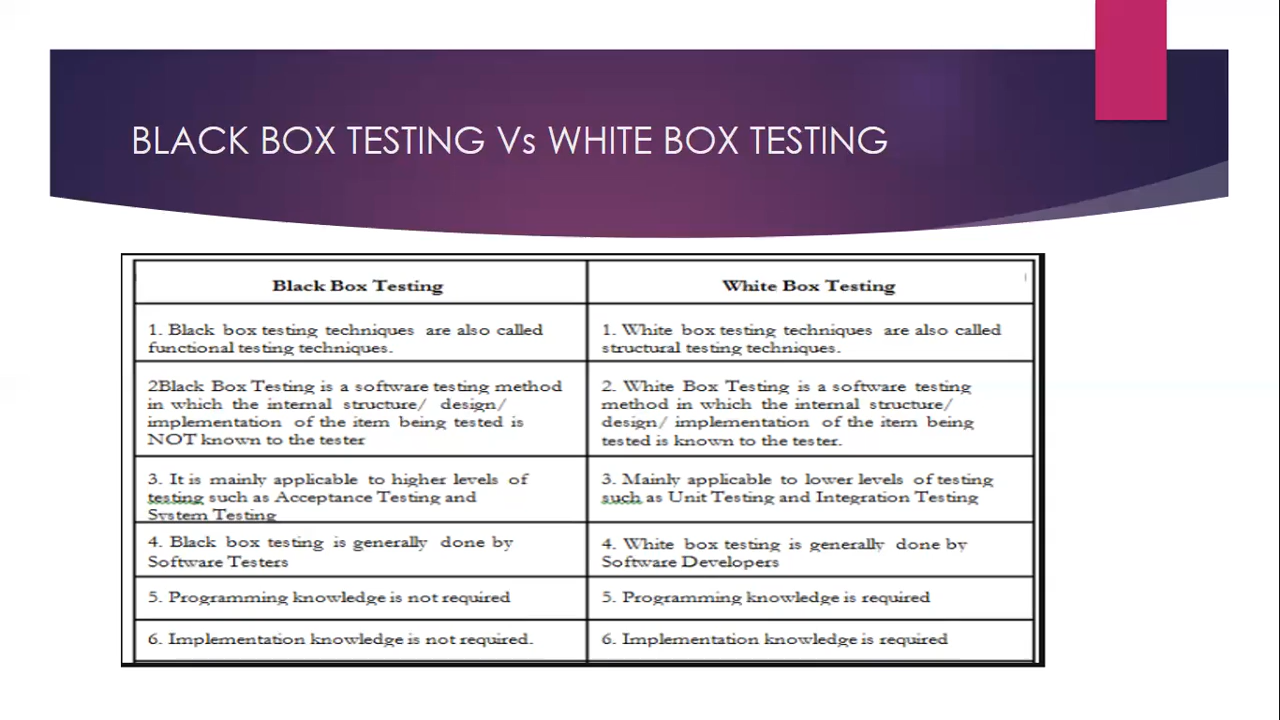 BLACK BOX TESTING Vs WHITE BOX TESTING
Black Box Testing
White Box Testing
1. Black box testing techniques are also called
functional testing techniques.
1. White box testing techniques are also called
structural testing techniques.
2Black Box Testing is a software testing method
in which the internal structure/ design/
implementation of the item being tested is
NOT known to the tester
2. White Box Testing is a software testing
method in which the internal structure/
design/ implementation of the item being
tested is known to the tester.
3. It is mainly applicable to higher levels of
testing such as Acceptance Testing and
System Testing
3. Mainly applicable to lower levels of testing
such as Unit Testing and Integration Testing
4. Black box testing is generally done by
Software Testers
4. White box testing is generally done by
Software Developers
5. Programming knowledge is not required
5. Programming knowledge is required
6. Implementation knowledge is not required.
6. Implementation knowledge is required